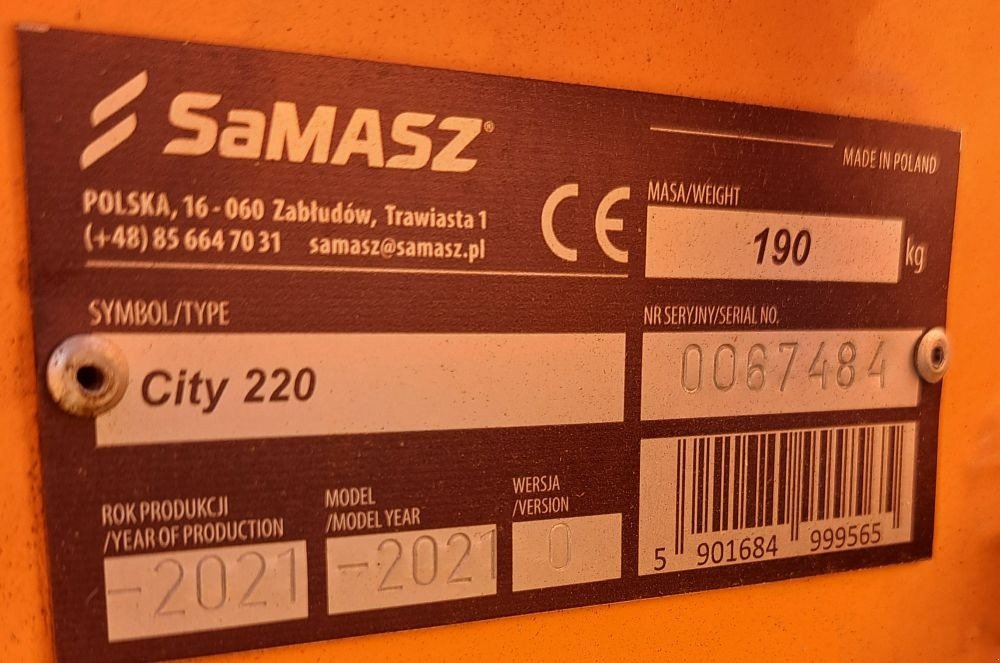 SaMASZ®
POLSKA, 16-060 Zabłudów, Trawiasta 1
(+48) 85 664 70 31 samasz@samasz.pl
CE
MADE IN POLAND
MASA/WEIGHT
190 kg
SYMBOL/TYPE
City 220
NR SERYJNY/SERIAL NO.
0067484
ROK PRODUKCJI
/YEAR OF PRODUCTION
-2021
MODEL
/MODEL YEAR
-2021
WERSJA
/VERSION
0
5 901684 999565